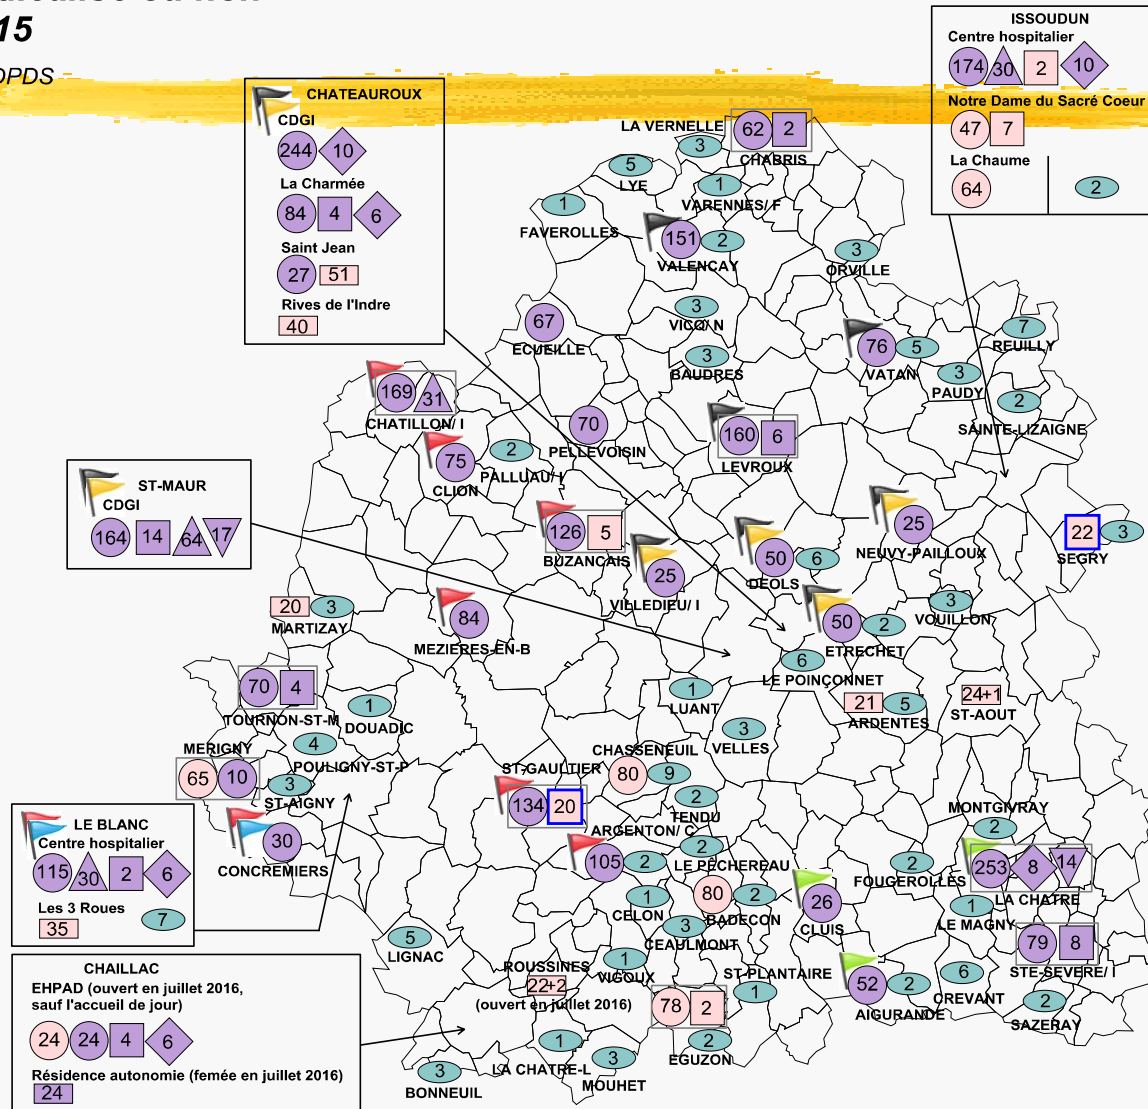 15
DPDS
CHATEAUROUX
CDGI
244 10
La Charmée
84 4 6
Saint Jean
27 51
Rives de l'Indre
40
ISSOUDUN
Centre hospitalier
174 30 2 10
Notre Dame du Sacré Coeur
47 7
La Chaume
64 2
LA VERNELLE
3
62 2
CHABRIS
5
LYE
1
VARENNES/ F
1
FAVEROLLES
151 2
VALENCAY
3
ORVILLE
3
VICQ/ N
67
ECUEILLE
3
BAUDRES
76 5
VATAN
7
REUILLY
3
PAUDY
2
SAINTE-LIZAIGNE
169 31
CHATILLON/ I
70
PELLEVOISIN
160 6
LEVROUX
75
CLION
2
PALLUAU/ I
ST-MAUR
CDGI
164 14 64 17
126 5
BUZANCAIS
25
VILLEDIEU/ I
50 6
DEOLS
25
NEUVY-PAILLOUX
22 3
SEGRY
20 3
MARTIZAY
84
MEZIERES-EN-B
50 2
ETRECHET
3
VOUILLON
6
LE POINÇONNET
70 4
TOURNON-ST-M
1
DOUADIC
1
LUANT
21 5
ARDENTES
24+1
ST-AOUT
3
VELLES
4
POULIGNY-ST-P
MERIGNY
65 10
3
ST-AIGNY
CHASSENEUIL
80 9
ST-GAULTIER
134 20
2
TENDU
LE BLANC
Centre hospitalier
115 30 2 6
Les 3 Roues
35 7
30
CONCREMIERS
ARGENTON/ C
105 2
2
LE PECHEREAU
80 2
BADECON
1
CELON
3
CEAULMONT
26
CLUIS
MONTGIVRAY
2
2
FOUGEROLLES
253 8 14
LA CHATRE
1
LE MAGNY
79 8
STE-SEVERE/ I
5
LIGNAC
1
VIGOUX
ROUSSINES
22+2
(ouvert en juillet 2016)
ST-PLANTAIRE
1
78 2
2
EGUZON
52 2
AIGURANDE
6
CREVANT
2
SAZERAY
CHAILLAC
EHPAD (ouvert en juillet 2016,
sauf l'accueil de jour)
24 24 4 6
Résidence autonomie (femée en juillet 2016)
24
1
LA CHATRE-L
3
MOUHET
3
BONNEUIL